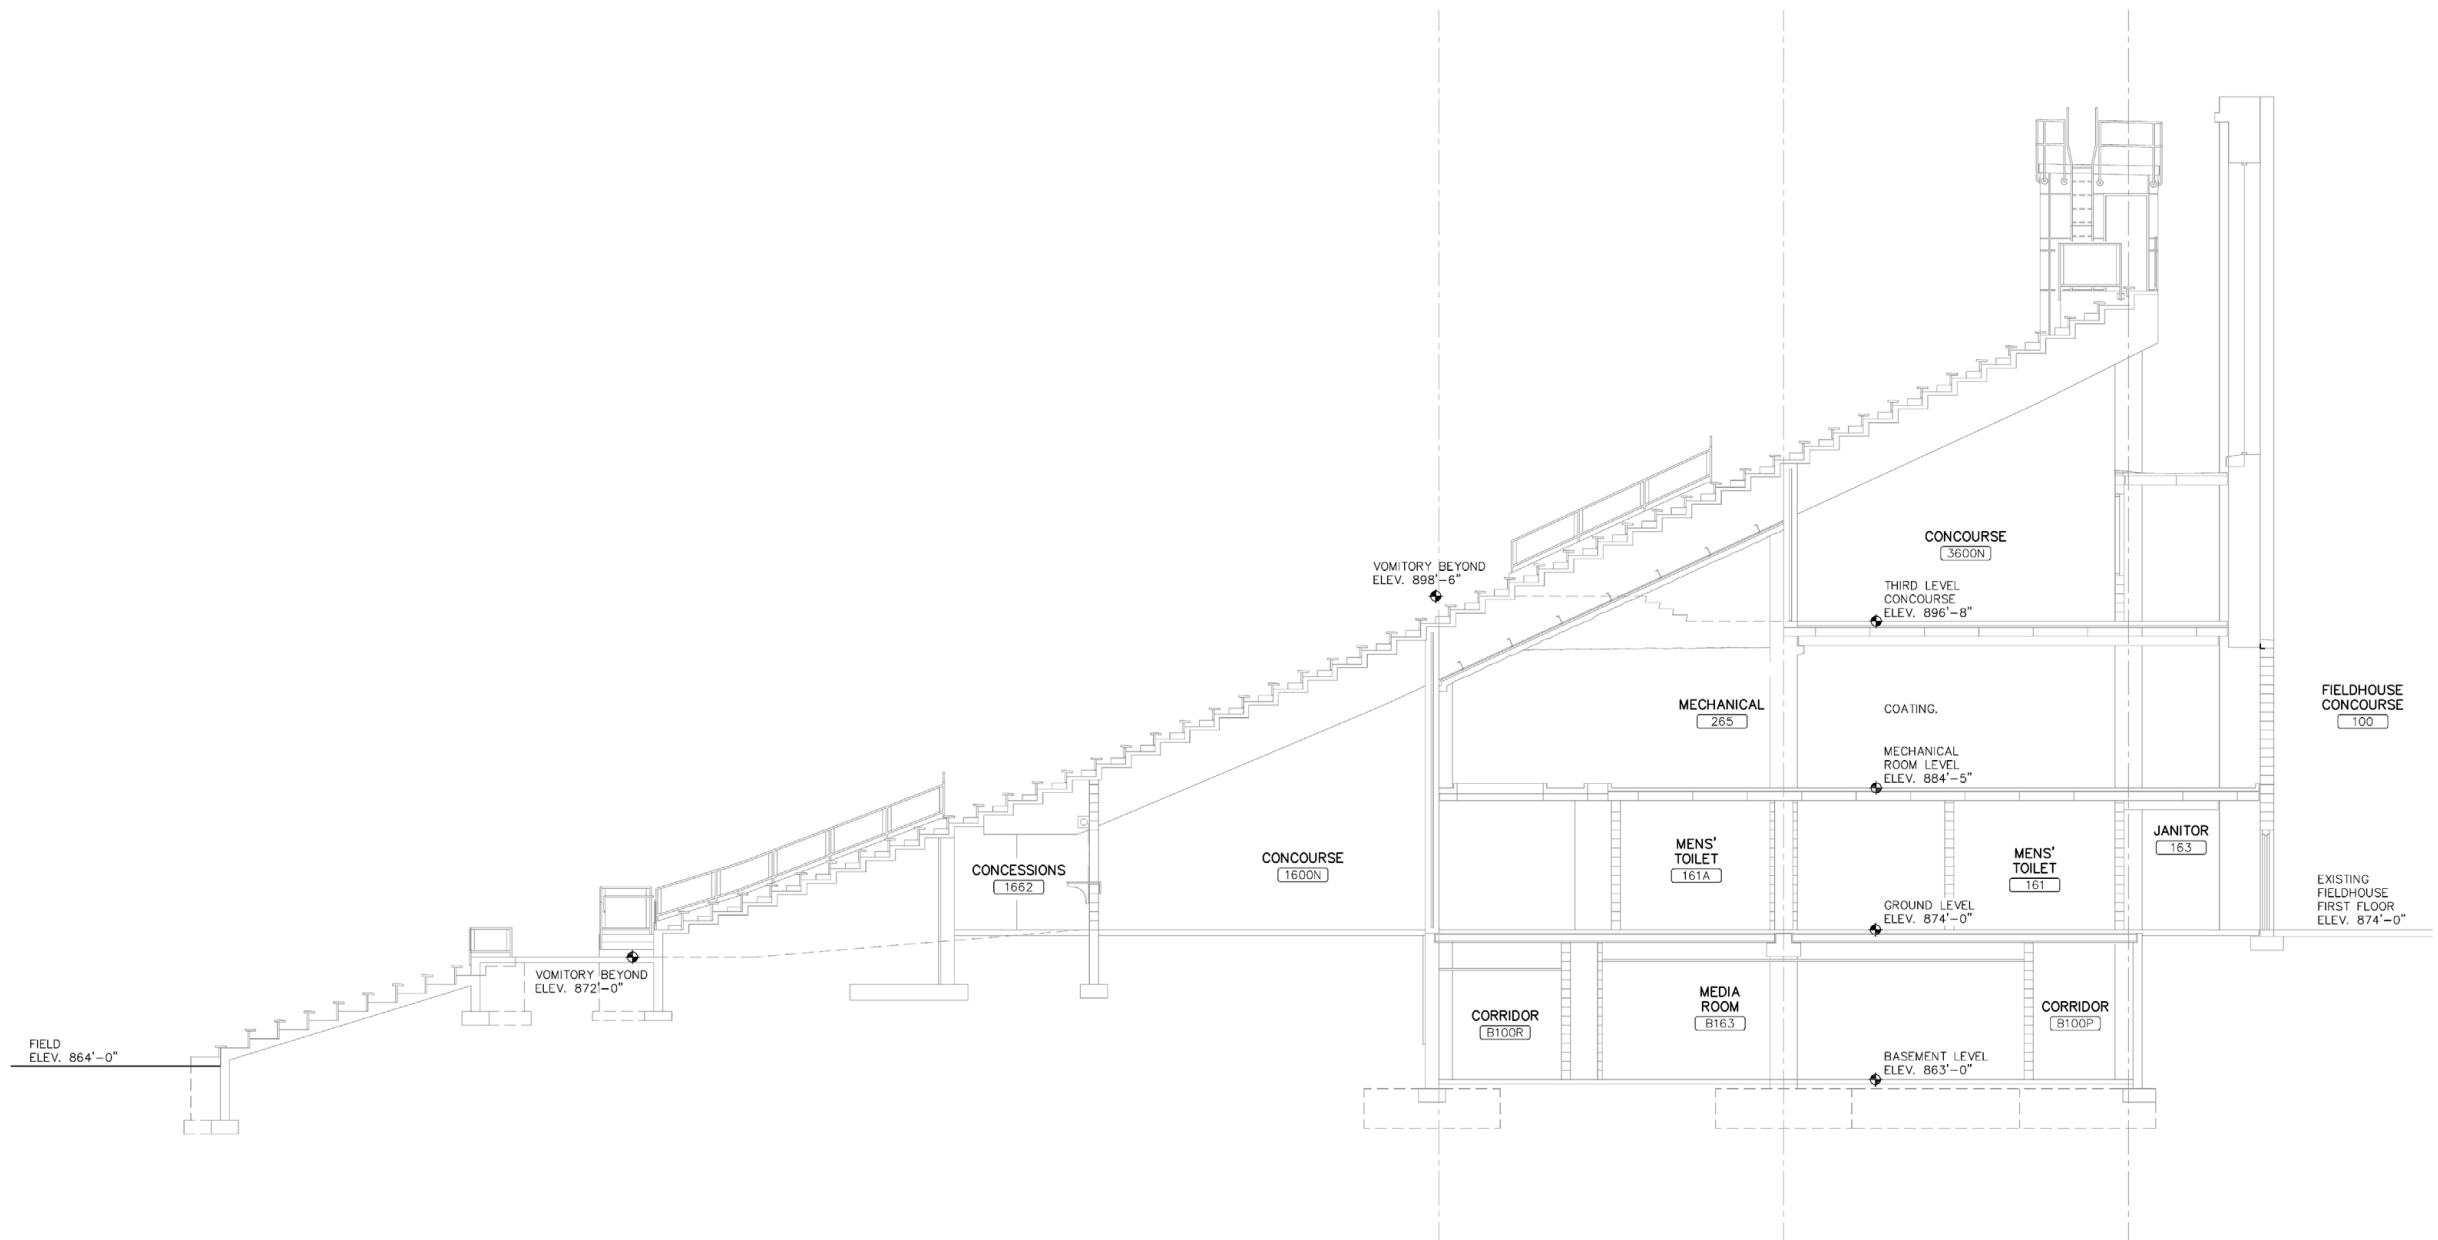 CONCOURSE
3600N
VOMITORY BEYOND
ELEV. 898'-6"
THIRD LEVEL
CONCOURSE
ELEV. 896'-8"
MECHANICAL
265
COATING.
FIELDHOUSE
CONCOURSE
100
MECHANICAL
ROOM LEVEL
ELEV. 884'-5"
CONCESSIONS
1662
CONCOURSE
1600N
MENS'
TOILET
161A
MENS'
TOILET
161
JANITOR
163
EXISTING
FIELDHOUSE
FIRST FLOOR
ELEV. 874'-0"
GROUND LEVEL
ELEV. 874'-0"
VOMITORY BEYOND
ELEV. 872'-0"
CORRIDOR
B100R
MEDIA
ROOM
B163
CORRIDOR
B100P
FIELD
ELEV. 864'-0"
BASEMENT LEVEL
ELEV. 863'-0"